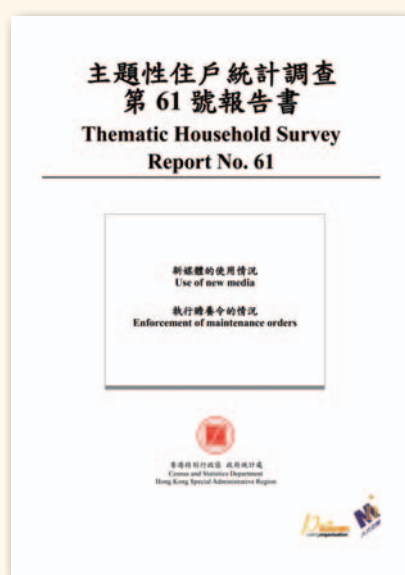 主題性住戶統計調查
第 61 號報告書
Thematic Household Survey
Report No. 61
新媒體的使用情況
Use of new media
執行贍養令的情況
Enforcement of maintenance orders
香港特別行政區 政府統計處
Census and Statistics Department
Hong Kong Special Administrative Region